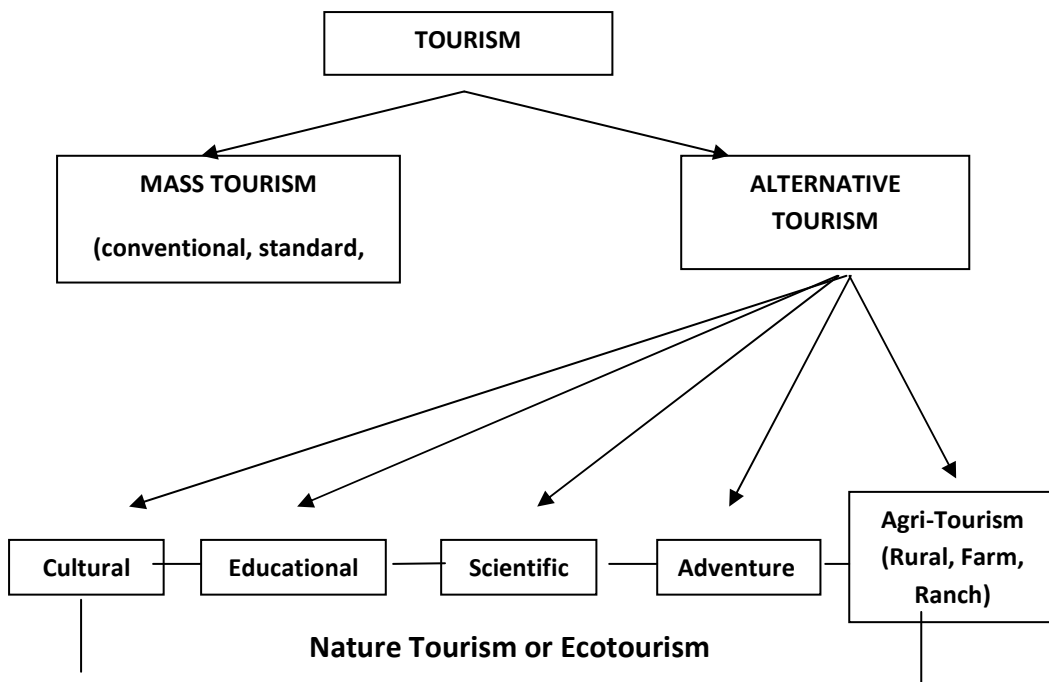 TOURISM
MASS TOURISM
(conventional, standard,
ALTERNATIVE
TOURISM
Cultural
Educational
Scientific
Adventure
Agri-Tourism
(Rural, Farm,
Ranch)
Nature Tourism or Ecotourism